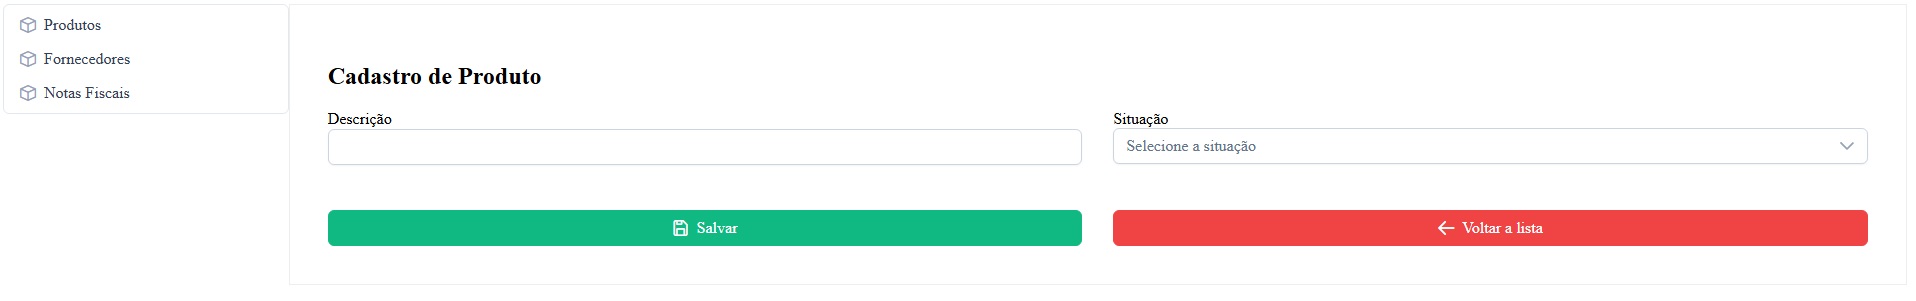 Produtos
Fornecedores
Notas Fiscais
Cadastro de Produto
Descrição
Situação
Selecione a situação
Salvar
Voltar a lista